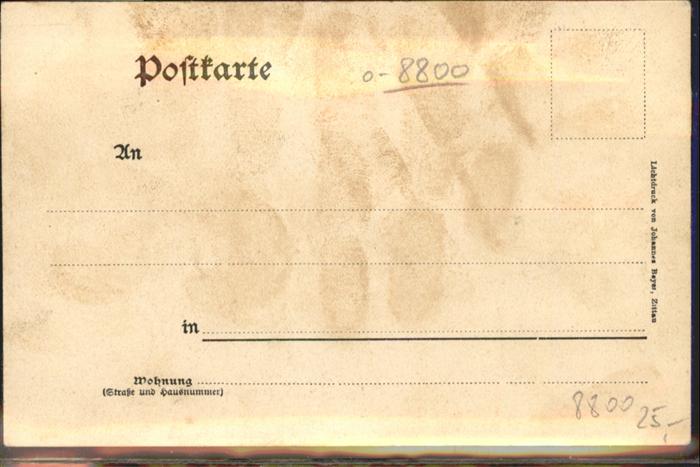 Postkarte
o-8800
An
Lichtdruck von Johannes Beyer, Zittau
in
Wohnung
(Straße und Hausnummer)
8800 25,-